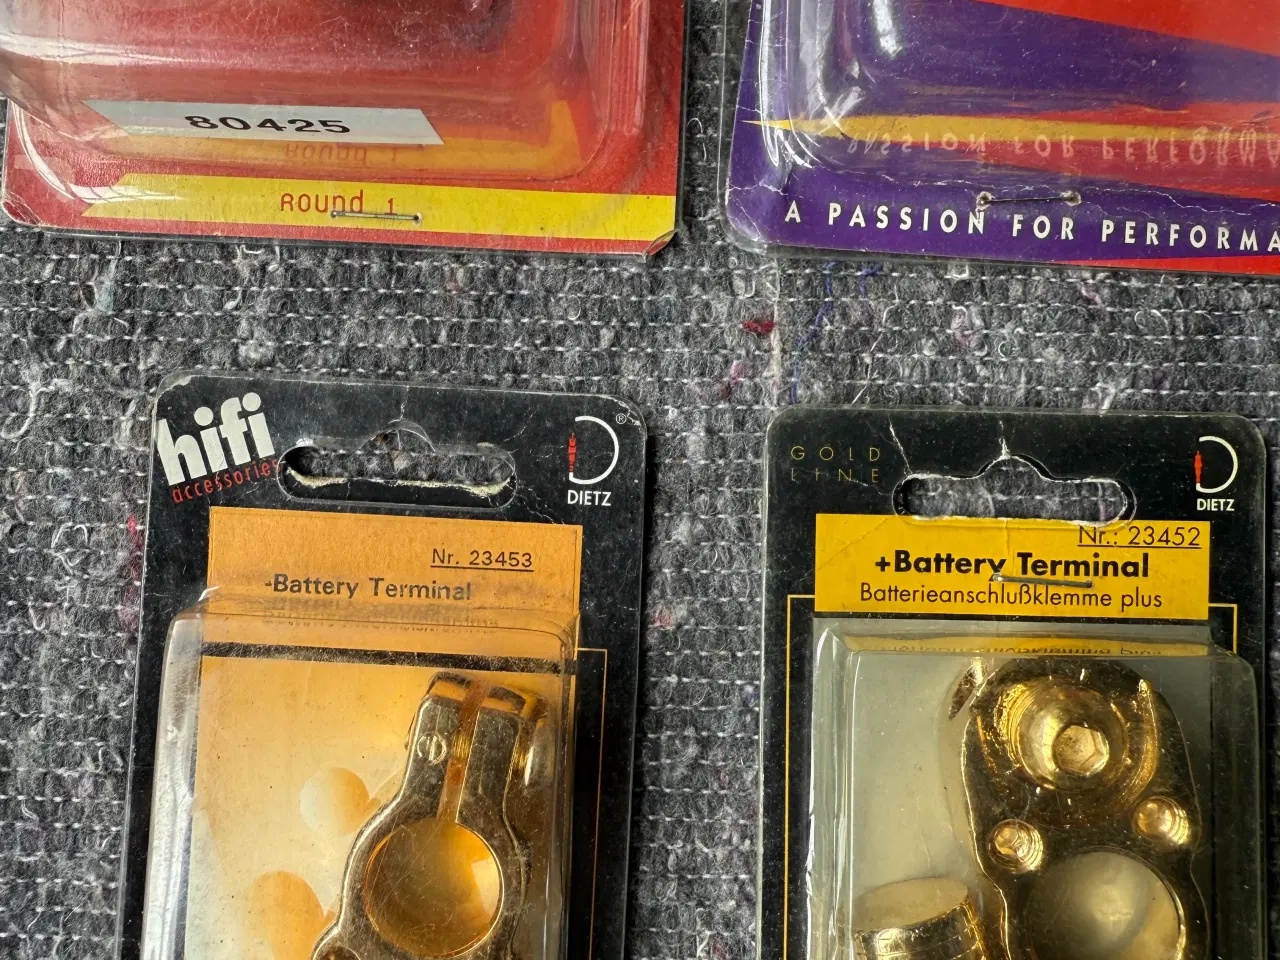 80425
Round 1
A PASSION FOR PERFORMA
hifi
accessories
®
DIETZ
Nr. 23453
-Battery Terminal
GOLD
LINE
DIETZ
Nr.: 23452
+Battery Terminal
Batterieanschlußklemme plus